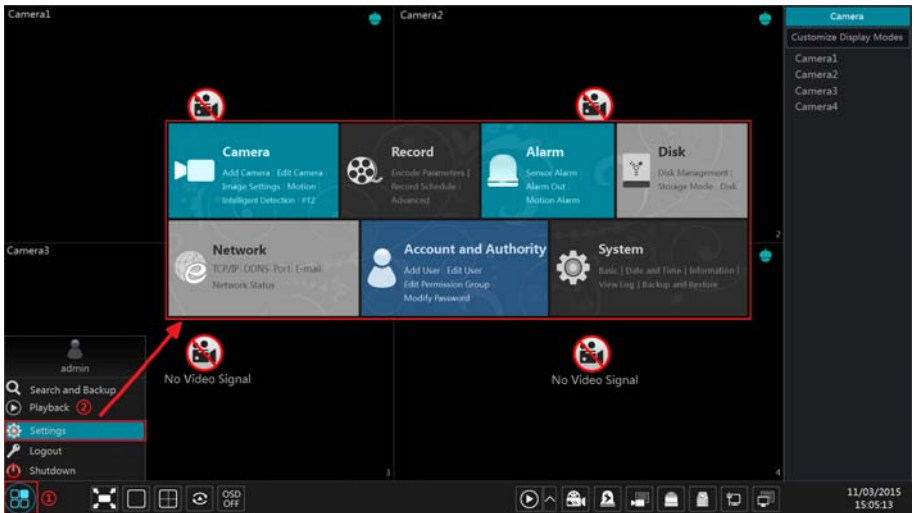 Camera1
Camera2
Camera
Customize Display Modes
Camera1
Camera2
Camera3
Camera4
Camera
Add Camera | Edit Camera |
Image Settings | Motion |
Intelligent Detection | PTZ
Record
Encode Parameters |
Record Schedule |
Advanced
Alarm
Sensor Alarm |
Alarm Out |
Motion Alarm
Disk
Disk Management |
Storage Mode | Disk
2
Camera3
Network
TCP/IP | DDNS | Port | E-mail
Network Status
Account and Authority
Add User | Edit User
Edit Permission Group
Modify Password
System
Basic | Date and Time | Information |
View Log | Backup and Restore
admin
Search and Backup
Playback ②
Settings
Logout
Shutdown
No Video Signal
No Video Signal
3
4
①
OSD
OFF
11/03/2015
15:05:13